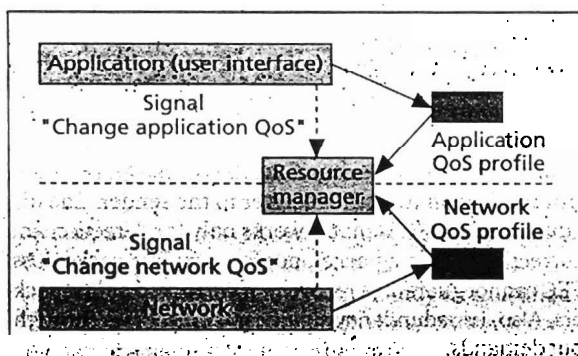 Application (user interface)
Signal
"Change application QoS"
Application
QoS profile
Resource
manager
Network
QoS profile
Signal
"Change network QoS"
Network